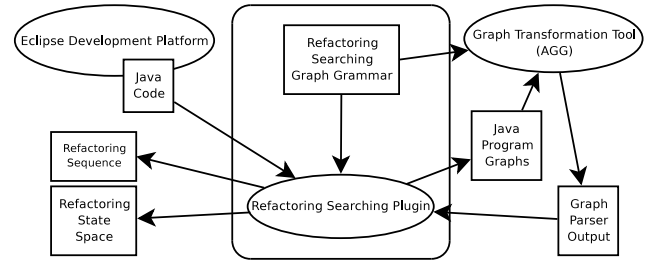 Eclipse Development Platform
Java
Code
Refactoring
Searching
Graph Grammar
Graph Transformation Tool
(AGG)
Java
Program
Graphs
Refactoring
Sequence
Refactoring
State
Space
Refactoring Searching Plugin
Graph
Parser
Output